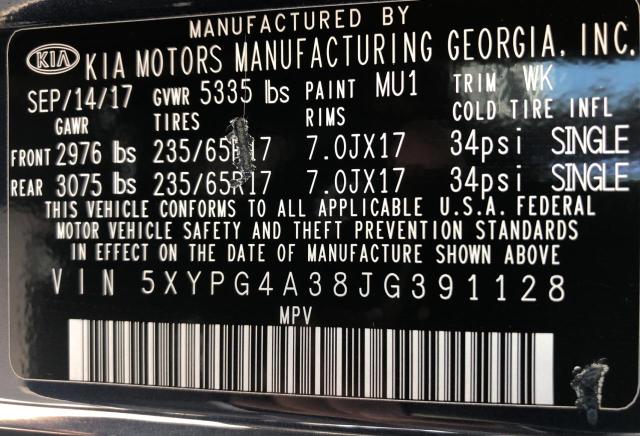 MANUFACTURED BY
KIA KIA MOTORS MANUFACTURING GEORGIA, INC.
SEP/14/17 GVWR 5335 lbs PAINT MU1 TRIM WK
GAWR TIRES RIMS COLD TIRE INFL
FRONT 2976 lbs 235/65R17 7.0JX17 34psi SINGLE
REAR 3075 lbs 235/65R17 7.0JX17 34psi SINGLE
THIS VEHICLE CONFORMS TO ALL APPLICABLE U.S.A. FEDERAL
MOTOR VEHICLE SAFETY AND THEFT PREVENTION STANDARDS
IN EFFECT ON THE DATE OF MANUFACTURE SHOWN ABOVE
VIN 5XYPG4A38JG391128
MPV